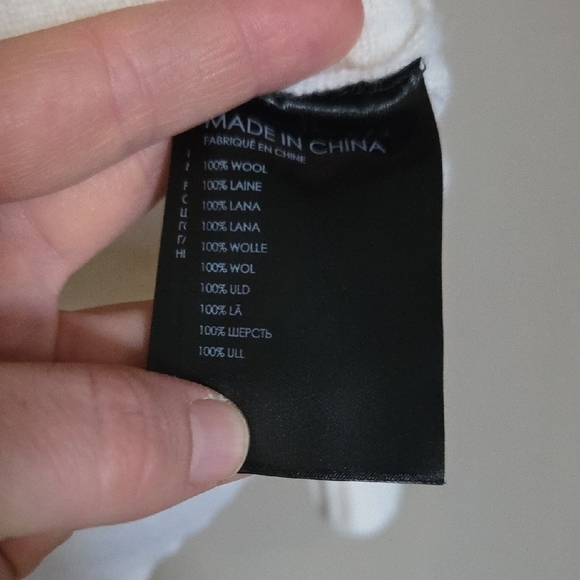 MADE IN CHINA
FABRIQUÉ EN CHINE
100% WOOL
100% LAINE
100% LANA
100% LANA
100% WOLLE
100% WOL
100% ULD
100% LÃ
100% ШЕРСТЬ
100% ULL